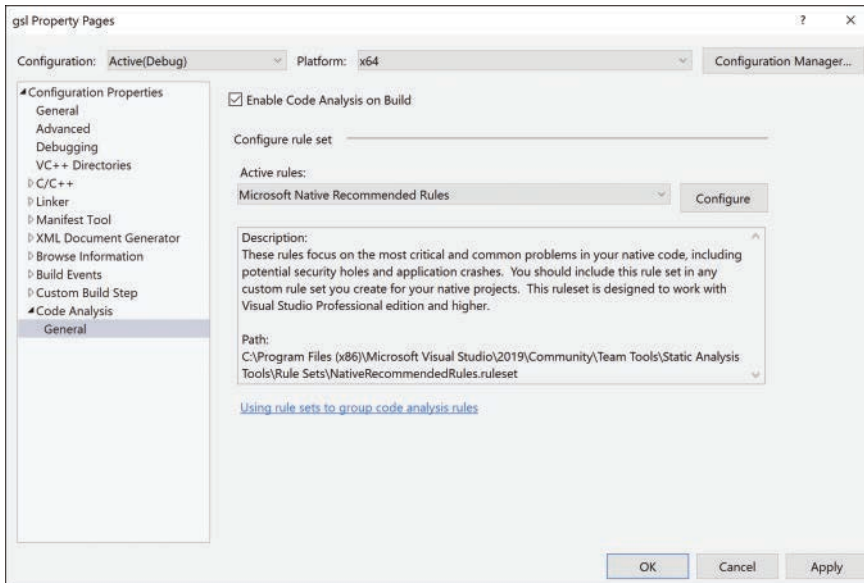 gsl Property Pages
? ×
Configuration: Active(Debug) Platform: x64 Configuration Manager...
Configuration Properties
General
Advanced
Debugging
VC++ Directories
C/C++
Linker
Manifest Tool
XML Document Generator
Browse Information
Build Events
Custom Build Step
Code Analysis
General
Enable Code Analysis on Build
Configure rule set
Active rules:
Microsoft Native Recommended Rules
Configure
Description:
These rules focus on the most critical and common problems in your native code, including
potential security holes and application crashes. You should include this rule set in any
custom rule set you create for your native projects. This ruleset is designed to work with
Visual Studio Professional edition and higher.
Path:
C:\Program Files (x86)\Microsoft Visual Studio\2019\Community\Team Tools\Static Analysis
Tools\Rule Sets\NativeRecommendedRules.ruleset
Using rule sets to group code analysis rules
OK Cancel Apply